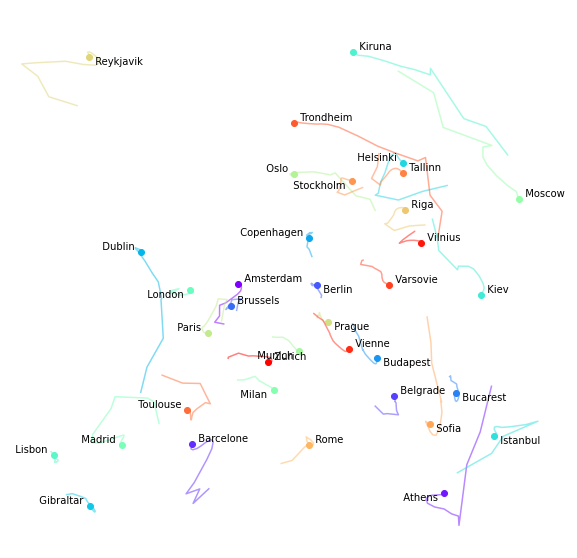 Kiruna
Reykjavik
Trondheim
Helsinki
Oslo
Tallinn
Stockholm
Moscow
Riga
Copenhagen
Vilnius
Dublin
Amsterdam
Varsovie
Berlin
Kiev
London
Brussels
Paris
Prague
Vienne
Munich
Zurich
Budapest
Milan
Belgrade
Bucarest
Toulouse
Sofia
Madrid
Barcelone
Rome
Istanbul
Lisbon
Gibraltar
Athens